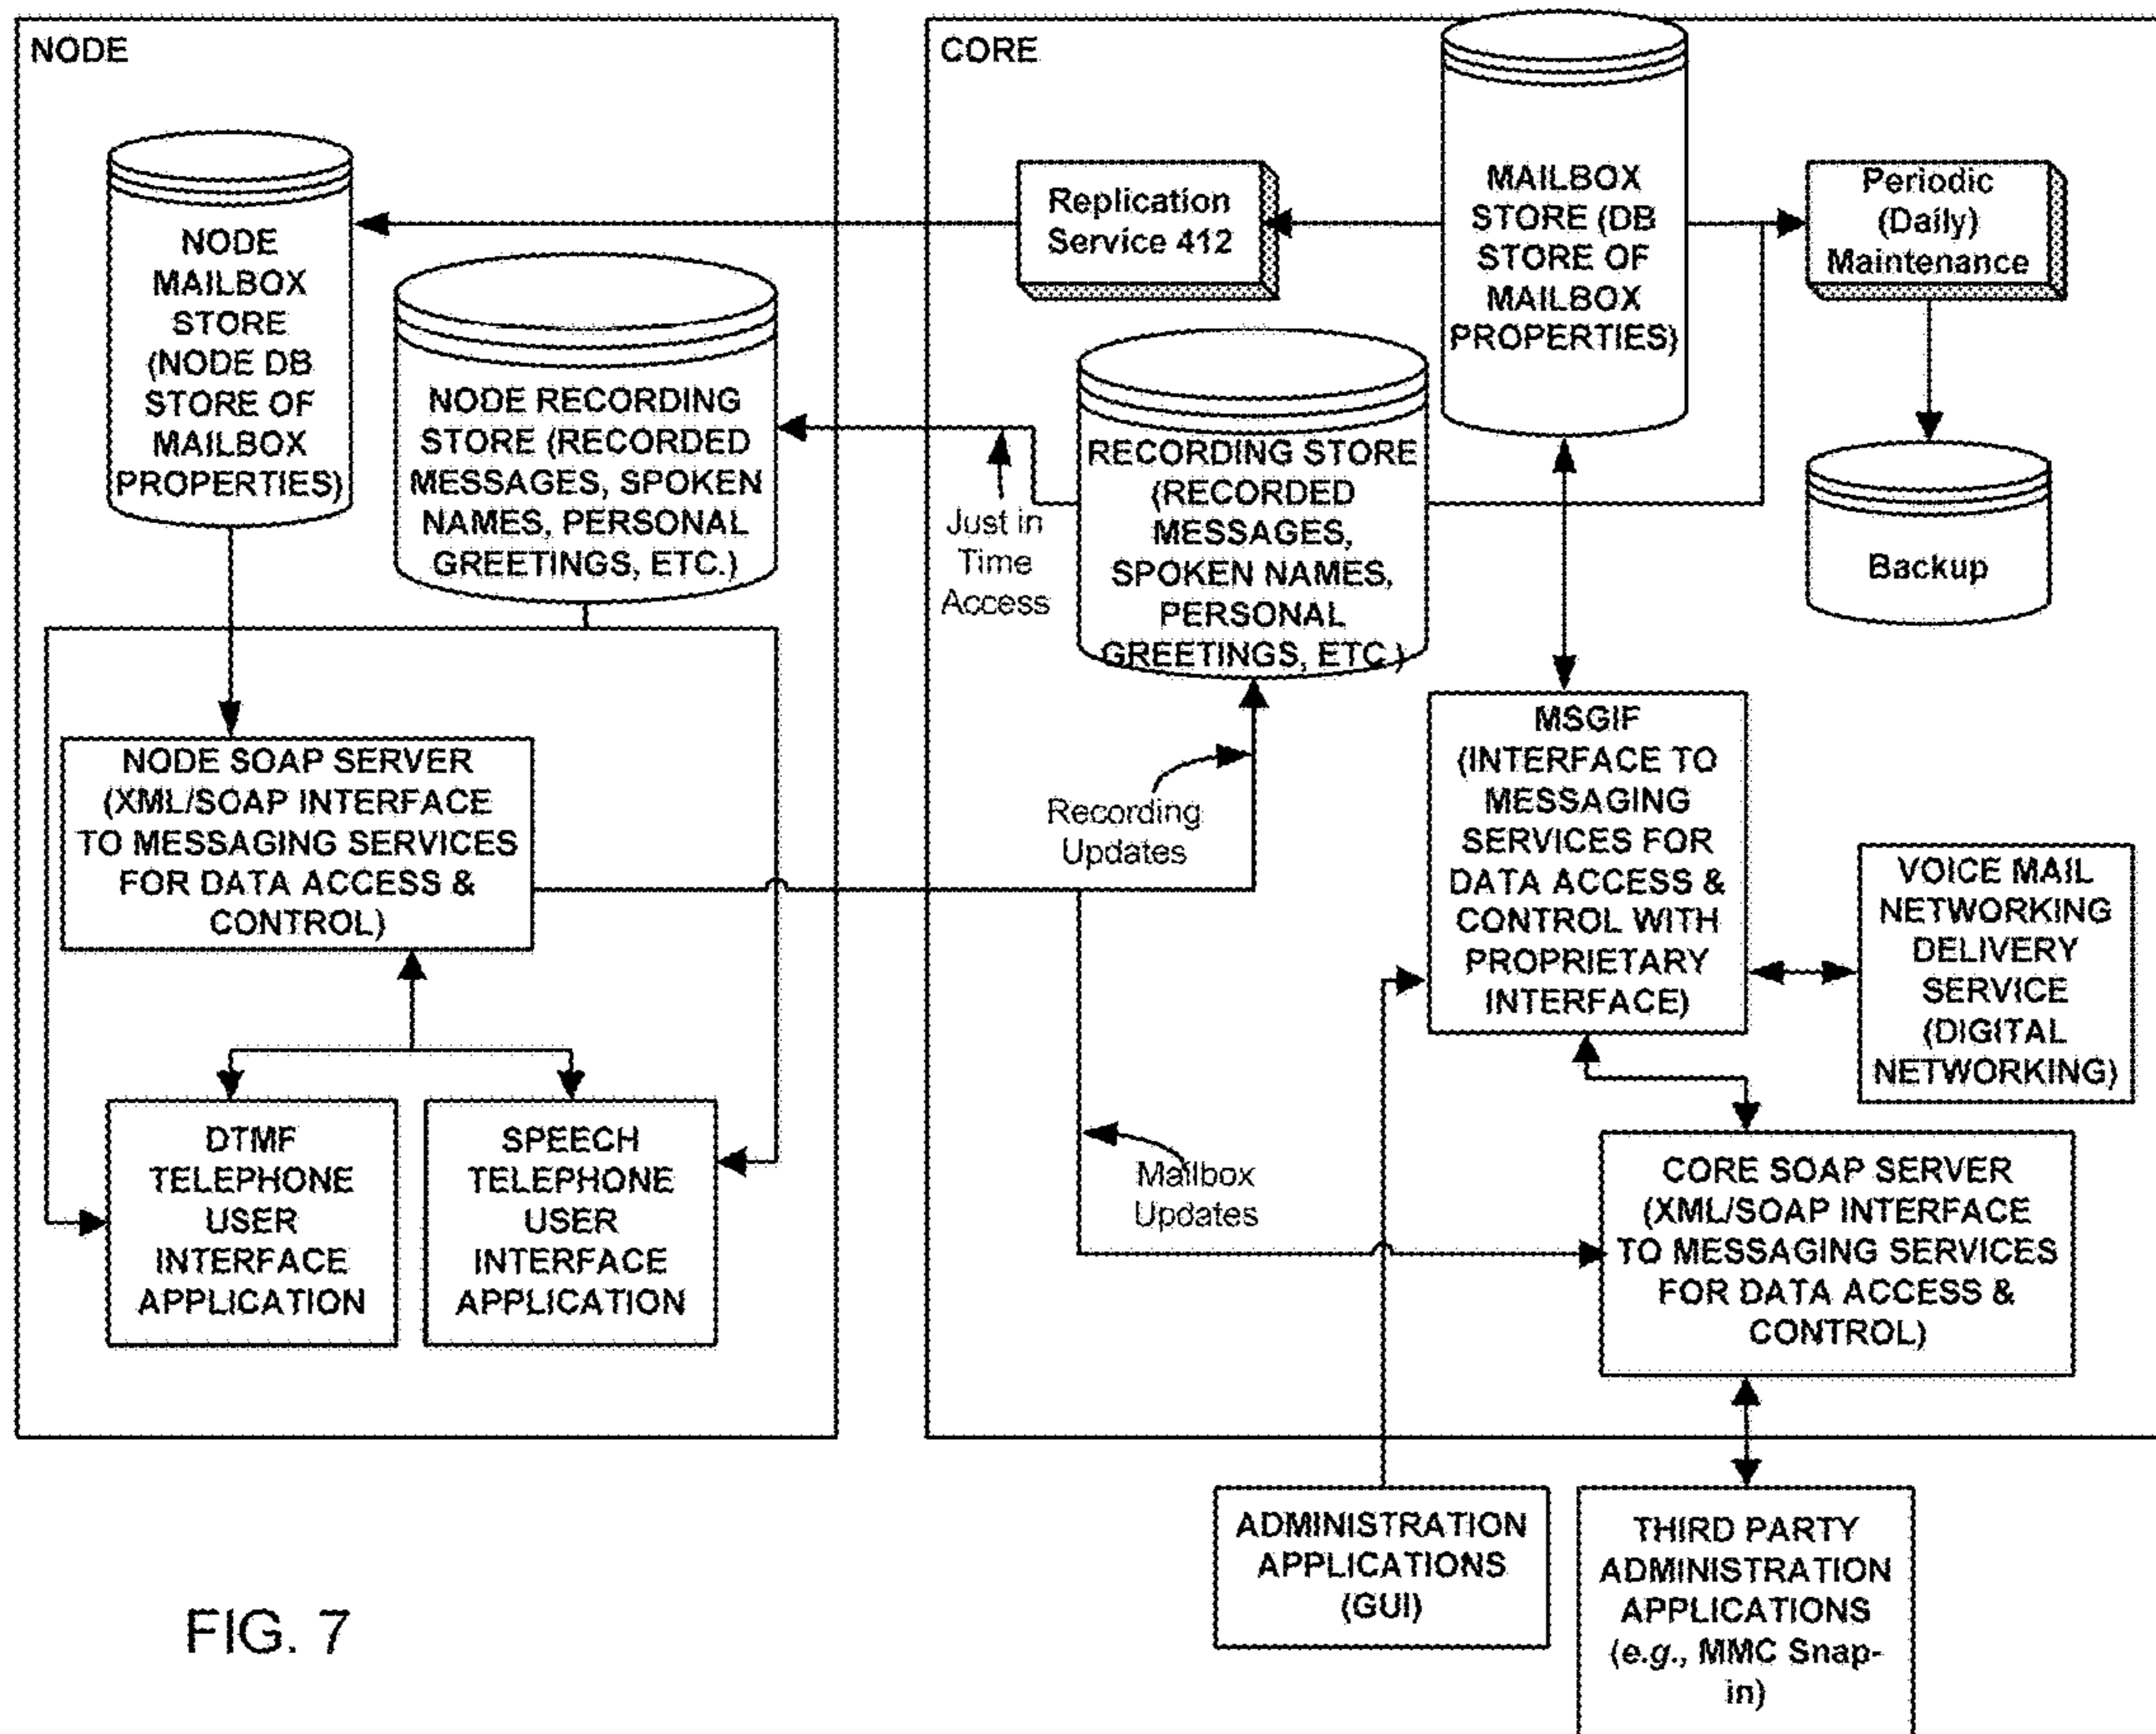 NODE
CORE
NODE
MAILBOX
STORE
(NODE DB
STORE OF
MAILBOX
PROPERTIES)
NODE RECORDING
STORE (RECORDED
MESSAGES, SPOKEN
NAMES, PERSONAL
GREETINGS, ETC.)
Replication
Service 412
MAILBOX
STORE (DB
STORE OF
MAILBOX
PROPERTIES)
Periodic
(Daily)
Maintenance
Backup
RECORDING STORE
(RECORDED
MESSAGES,
SPOKEN NAMES,
PERSONAL
GREETINGS, ETC.)
Just in
Time
Access
NODE SOAP SERVER
(XML/SOAP INTERFACE
TO MESSAGING SERVICES
FOR DATA ACCESS &
CONTROL)
Recording
Updates
MSGIF
(INTERFACE TO
MESSAGING
SERVICES FOR
DATA ACCESS &
CONTROL WITH
PROPRIETARY
INTERFACE)
VOICE MAIL
NETWORKING
DELIVERY
SERVICE
(DIGITAL
NETWORKING)
DTMF
TELEPHONE
USER
INTERFACE
APPLICATION
SPEECH
TELEPHONE
USER
INTERFACE
APPLICATION
Mailbox
Updates
CORE SOAP SERVER
(XML/SOAP INTERFACE
TO MESSAGING SERVICES
FOR DATA ACCESS &
CONTROL)
ADMINISTRATION
APPLICATIONS
(GUI)
THIRD PARTY
ADMINISTRATION
APPLICATIONS
(e.g., MMC Snap-
in)
FIG. 7